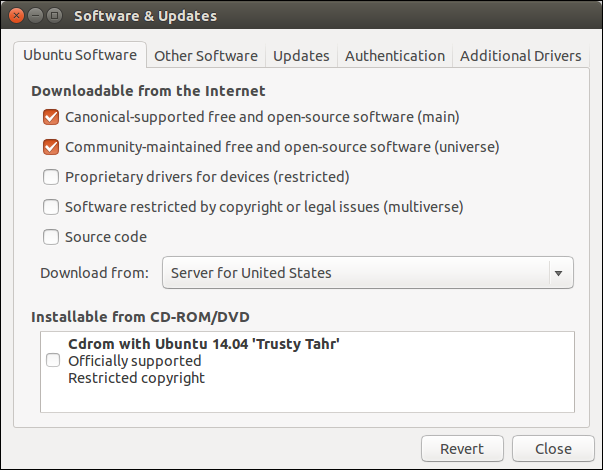 Software & Updates
Ubuntu Software Other Software Updates Authentication Additional Drivers
Downloadable from the Internet
Canonical-supported free and open-source software (main)
Community-maintained free and open-source software (universe)
Proprietary drivers for devices (restricted)
Software restricted by copyright or legal issues (multiverse)
Source code
Download from: Server for United States
Installable from CD-ROM/DVD
Cdrom with Ubuntu 14.04 'Trusty Tahr'
Officially supported
Restricted copyright
Revert Close